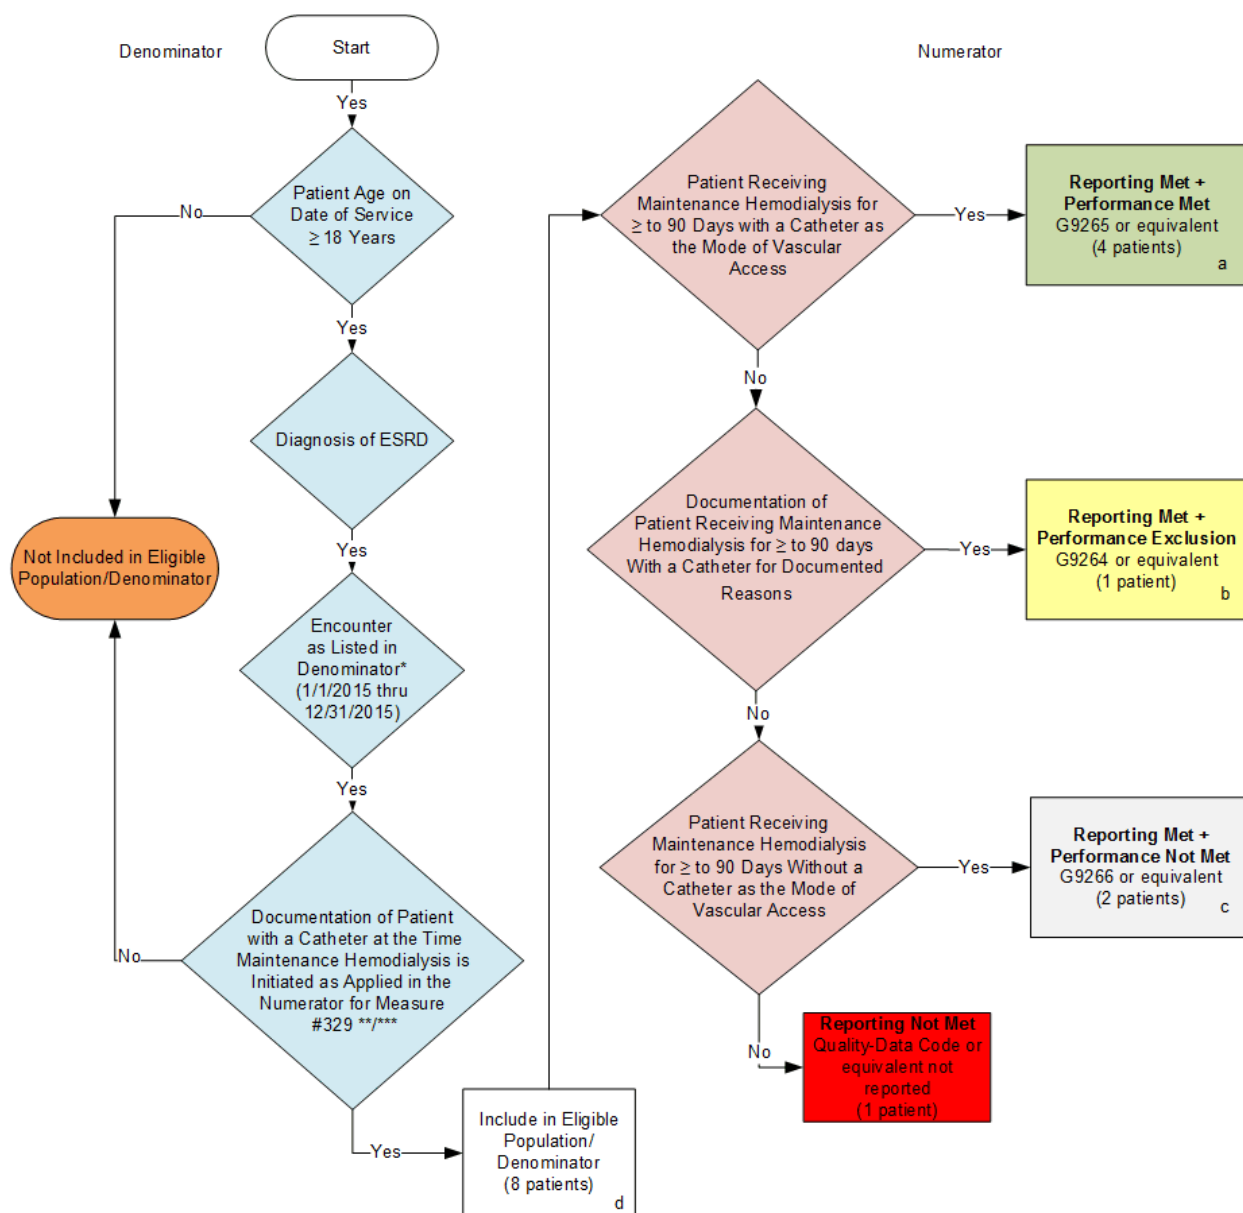 Denominator
Start
Numerator
Yes
Patient Age on
Date of Service
≥ 18 Years
No
Yes
Diagnosis of ESRD
Yes
Not Included in Eligible
Population/Denominator
Encounter
as Listed in
Denominator*
(1/1/2015 thru
12/31/2015)
Yes
Documentation of Patient
with a Catheter at the Time
Maintenance Hemodialysis is
Initiated as Applied in the
Numerator for Measure
#329 **/***
No
Yes
Include in Eligible
Population/
Denominator
(8 patients)
d
Patient Receiving
Maintenance Hemodialysis for
≥ to 90 Days with a Catheter as
the Mode of Vascular
Access
Yes
Reporting Met +
Performance Met
G9265 or equivalent
(4 patients)
a
No
Documentation of
Patient Receiving Maintenance
Hemodialysis for ≥ to 90 days
With a Catheter for Documented
Reasons
Yes
Reporting Met +
Performance Exclusion
G9264 or equivalent
(1 patient)
b
No
Patient Receiving
Maintenance Hemodialysis
for ≥ to 90 Days Without a
Catheter as the Mode of
Vascular Access
Yes
Reporting Met +
Performance Not Met
G9266 or equivalent
(2 patients)
c
No
Reporting Not Met
Quality-Data Code or
equivalent not
reported
(1 patient)